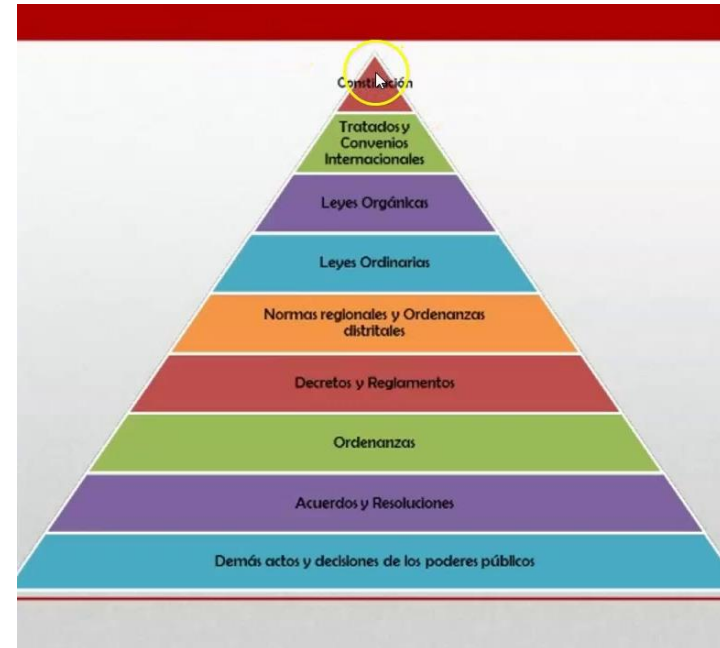 Constitución
Tratados y
Convenios
Internacionales
Leyes Orgánicas
Leyes Ordinarias
Normas regionales y Ordenanzas
distritales
Decretos y Reglamentos
Ordenanzas
Acuerdos y Resoluciones
Demás actos y decisiones de los poderes públicos